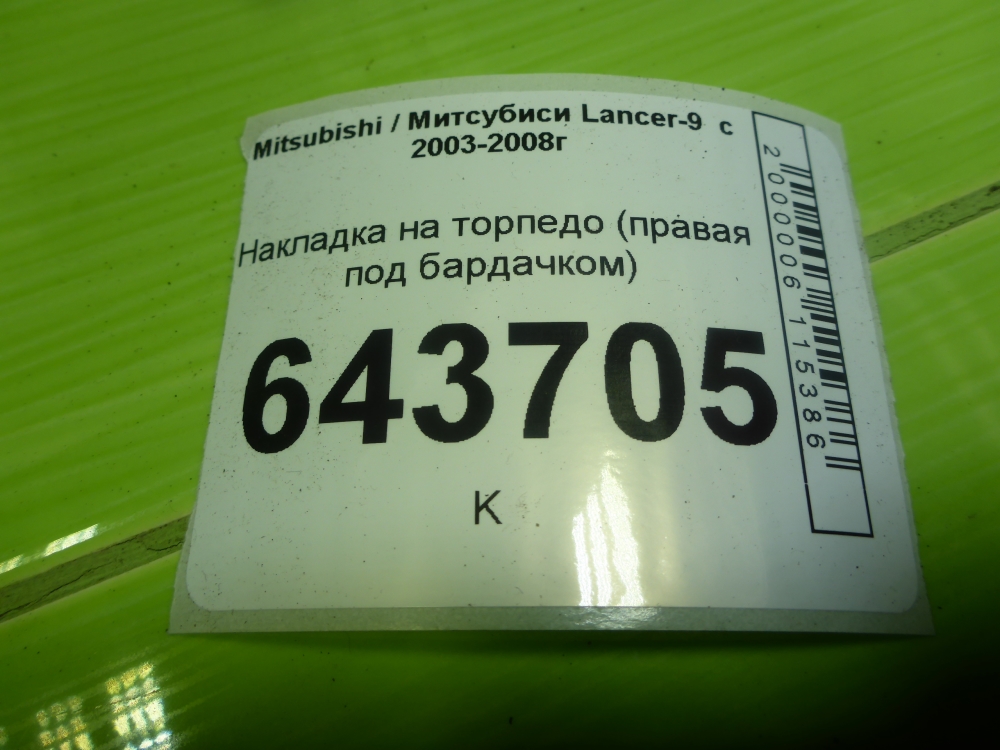 Mitsubishi / Митсубиси Lancer-9 с
2003-2008г
Накладка на торпедо (правая
под бардачком)
643705
К
2000006115386